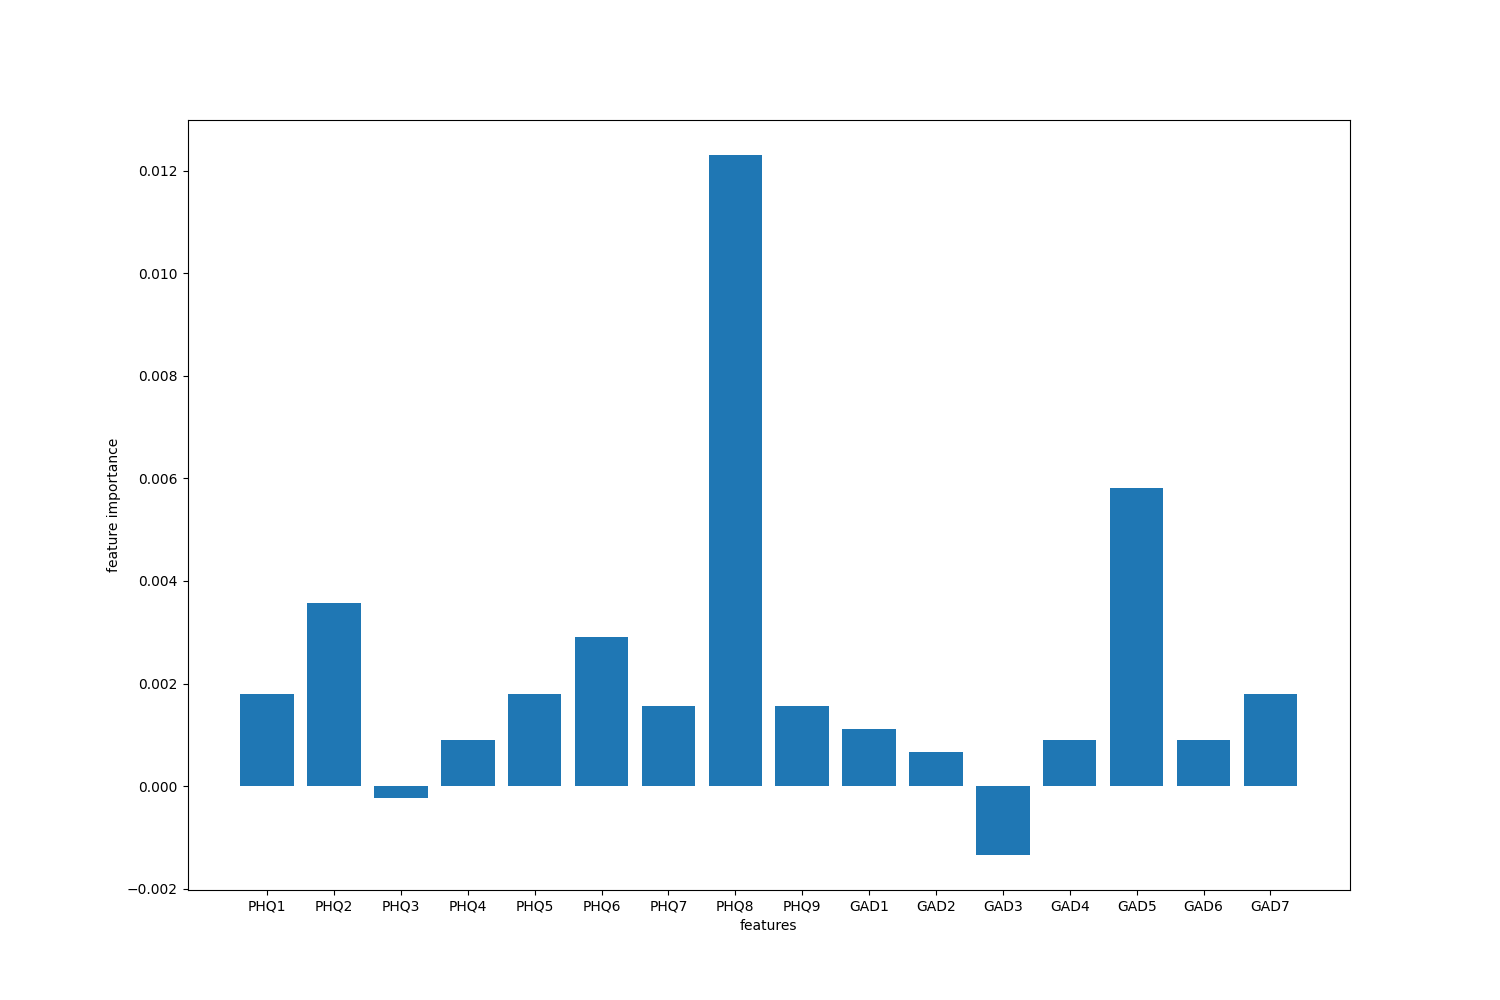 0.012
0.010
0.008
0.006
0.004
0.002
0.000
−0.002
feature importance
PHQ1 PHQ2 PHQ3 PHQ4 PHQ5 PHQ6 PHQ7 PHQ8 PHQ9 GAD1 GAD2 GAD3 GAD4 GAD5 GAD6 GAD7
features